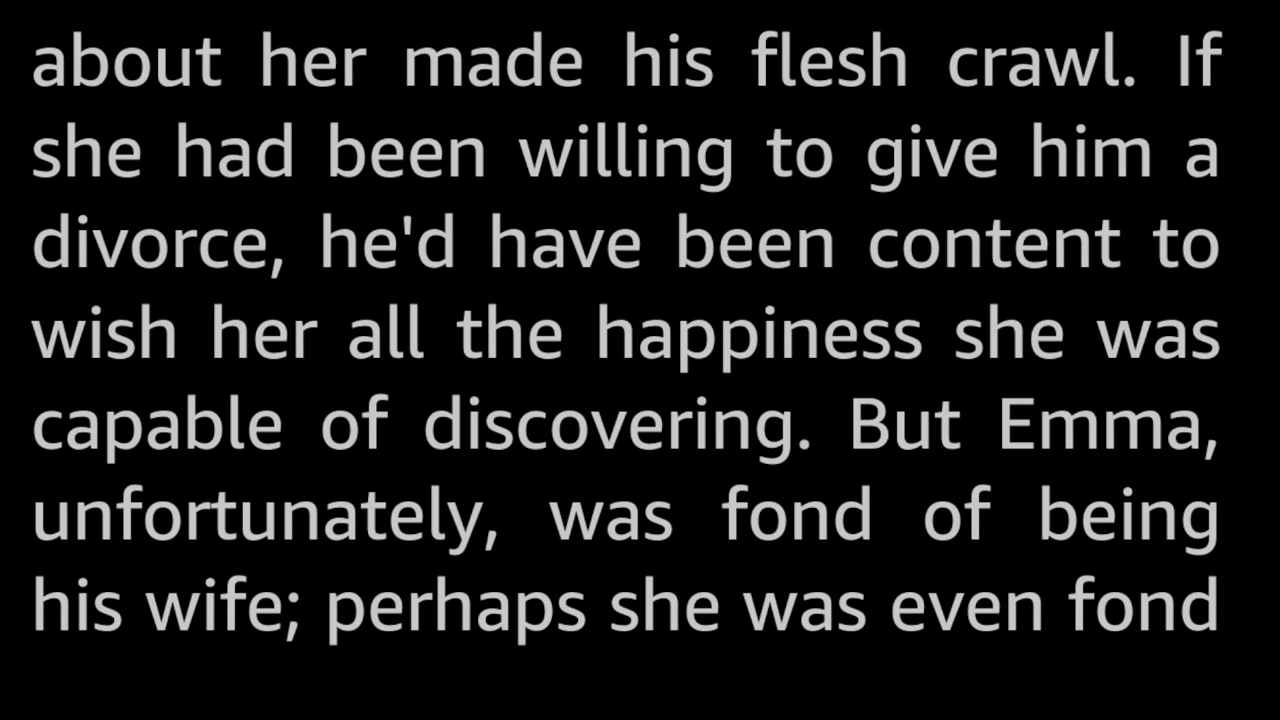 about her made his flesh crawl. If
she had been willing to give him a
divorce, he'd have been content to
wish her all the happiness she was
capable of discovering. But Emma,
unfortunately, was fond of being
his wife; perhaps she was even fond